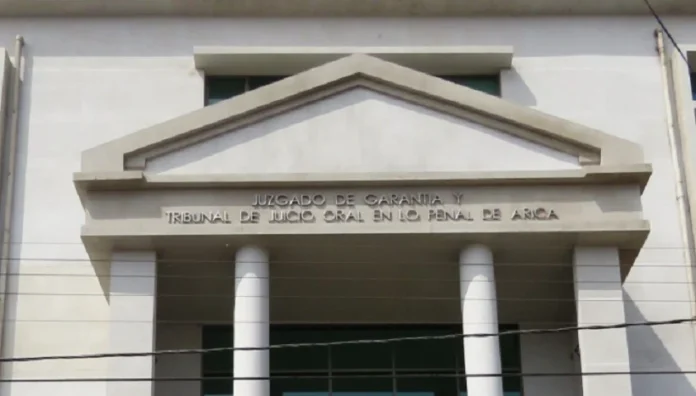 JUZGADO DE GARANTIA Y
TRIBUNAL DE JUICIO ORAL EN LO PENAL DE ARICA